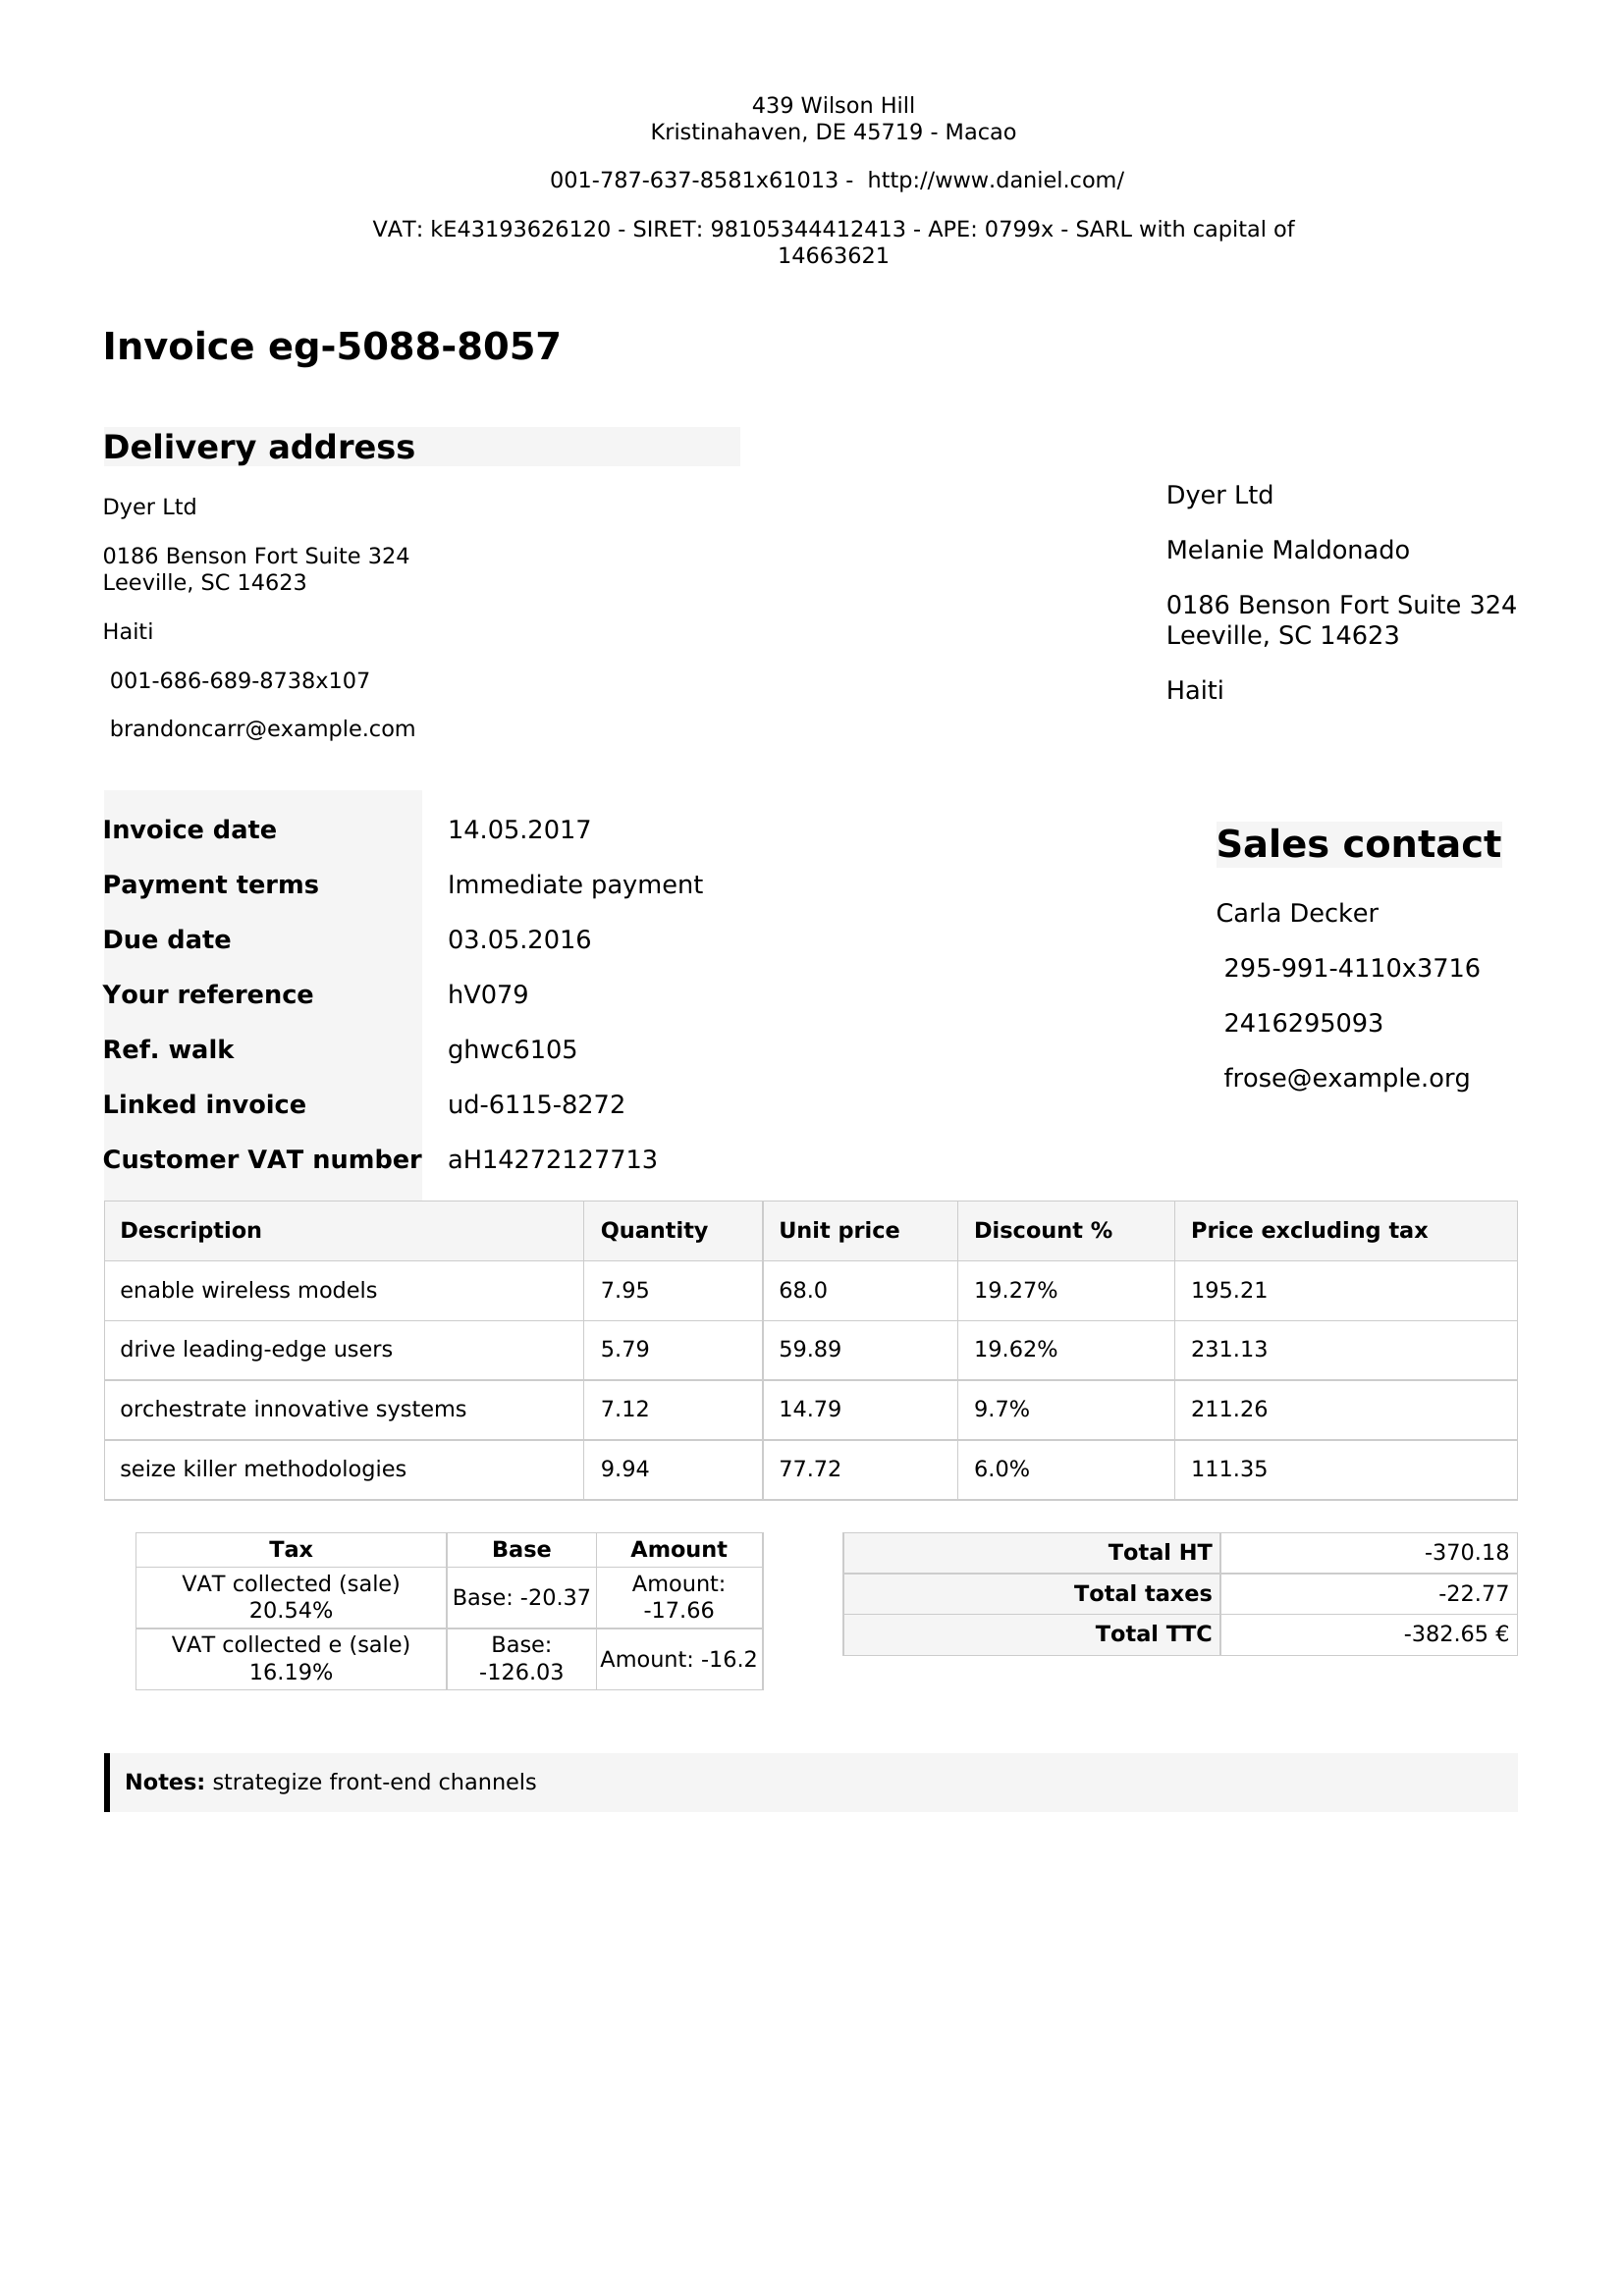 439 Wilson Hill
Kristinahaven, DE 45719 - Macao
001-787-637-8581x61013 - http://www.daniel.com/
VAT: kE43193626120 - SIRET: 98105344412413 - APE: 0799x - SARL with capital of
14663621
Invoice eg-5088-8057
Delivery address
Dyer Ltd
0186 Benson Fort Suite 324
Leeville, SC 14623
Haiti
001-686-689-8738x107
brandoncarr@example.com
Dyer Ltd
Melanie Maldonado
0186 Benson Fort Suite 324
Leeville, SC 14623
Haiti
Invoice date 14.05.2017
Payment terms Immediate payment
Due date 03.05.2016
Your reference hV079
Ref. walk ghwc6105
Linked invoice ud-6115-8272
Customer VAT number aH14272127713
Sales contact
Carla Decker
295-991-4110x3716
2416295093
frose@example.org
Description Quantity Unit price Discount % Price excluding tax
enable wireless models 7.95 68.0 19.27% 195.21
drive leading-edge users 5.79 59.89 19.62% 231.13
orchestrate innovative systems 7.12 14.79 9.7% 211.26
seize killer methodologies 9.94 77.72 6.0% 111.35
Tax Base Amount
VAT collected (sale)
20.54%
Base: -20.37
Amount:
-17.66
VAT collected e (sale)
16.19%
Base:
-126.03
Amount: -16.2
Total HT -370.18
Total taxes -22.77
Total TTC -382.65 €
Notes: strategize front-end channels